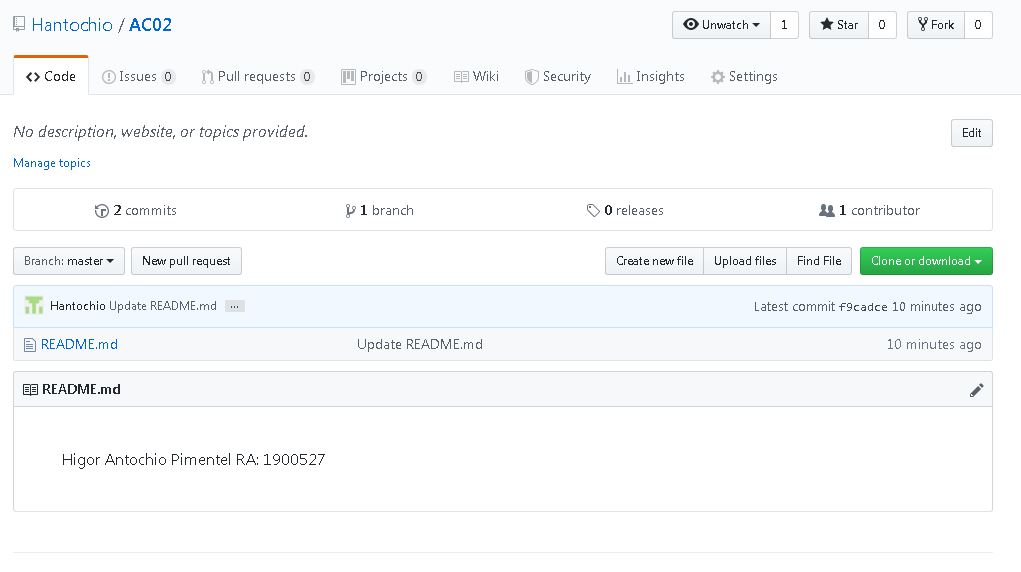 Hantochio / AC02
Unwatch 1 Star 0 Fork 0
Code Issues 0 Pull requests 0 Projects 0 Wiki Security Insights Settings
No description, website, or topics provided. Edit
Manage topics
2 commits 1 branch 0 releases 1 contributor
Branch: master New pull request Create new file Upload files Find File Clone or download
Hantochio Update README.md ... Latest commit f9cadce 10 minutes ago
README.md Update README.md 10 minutes ago
README.md
Higor Antochio Pimentel RA: 1900527